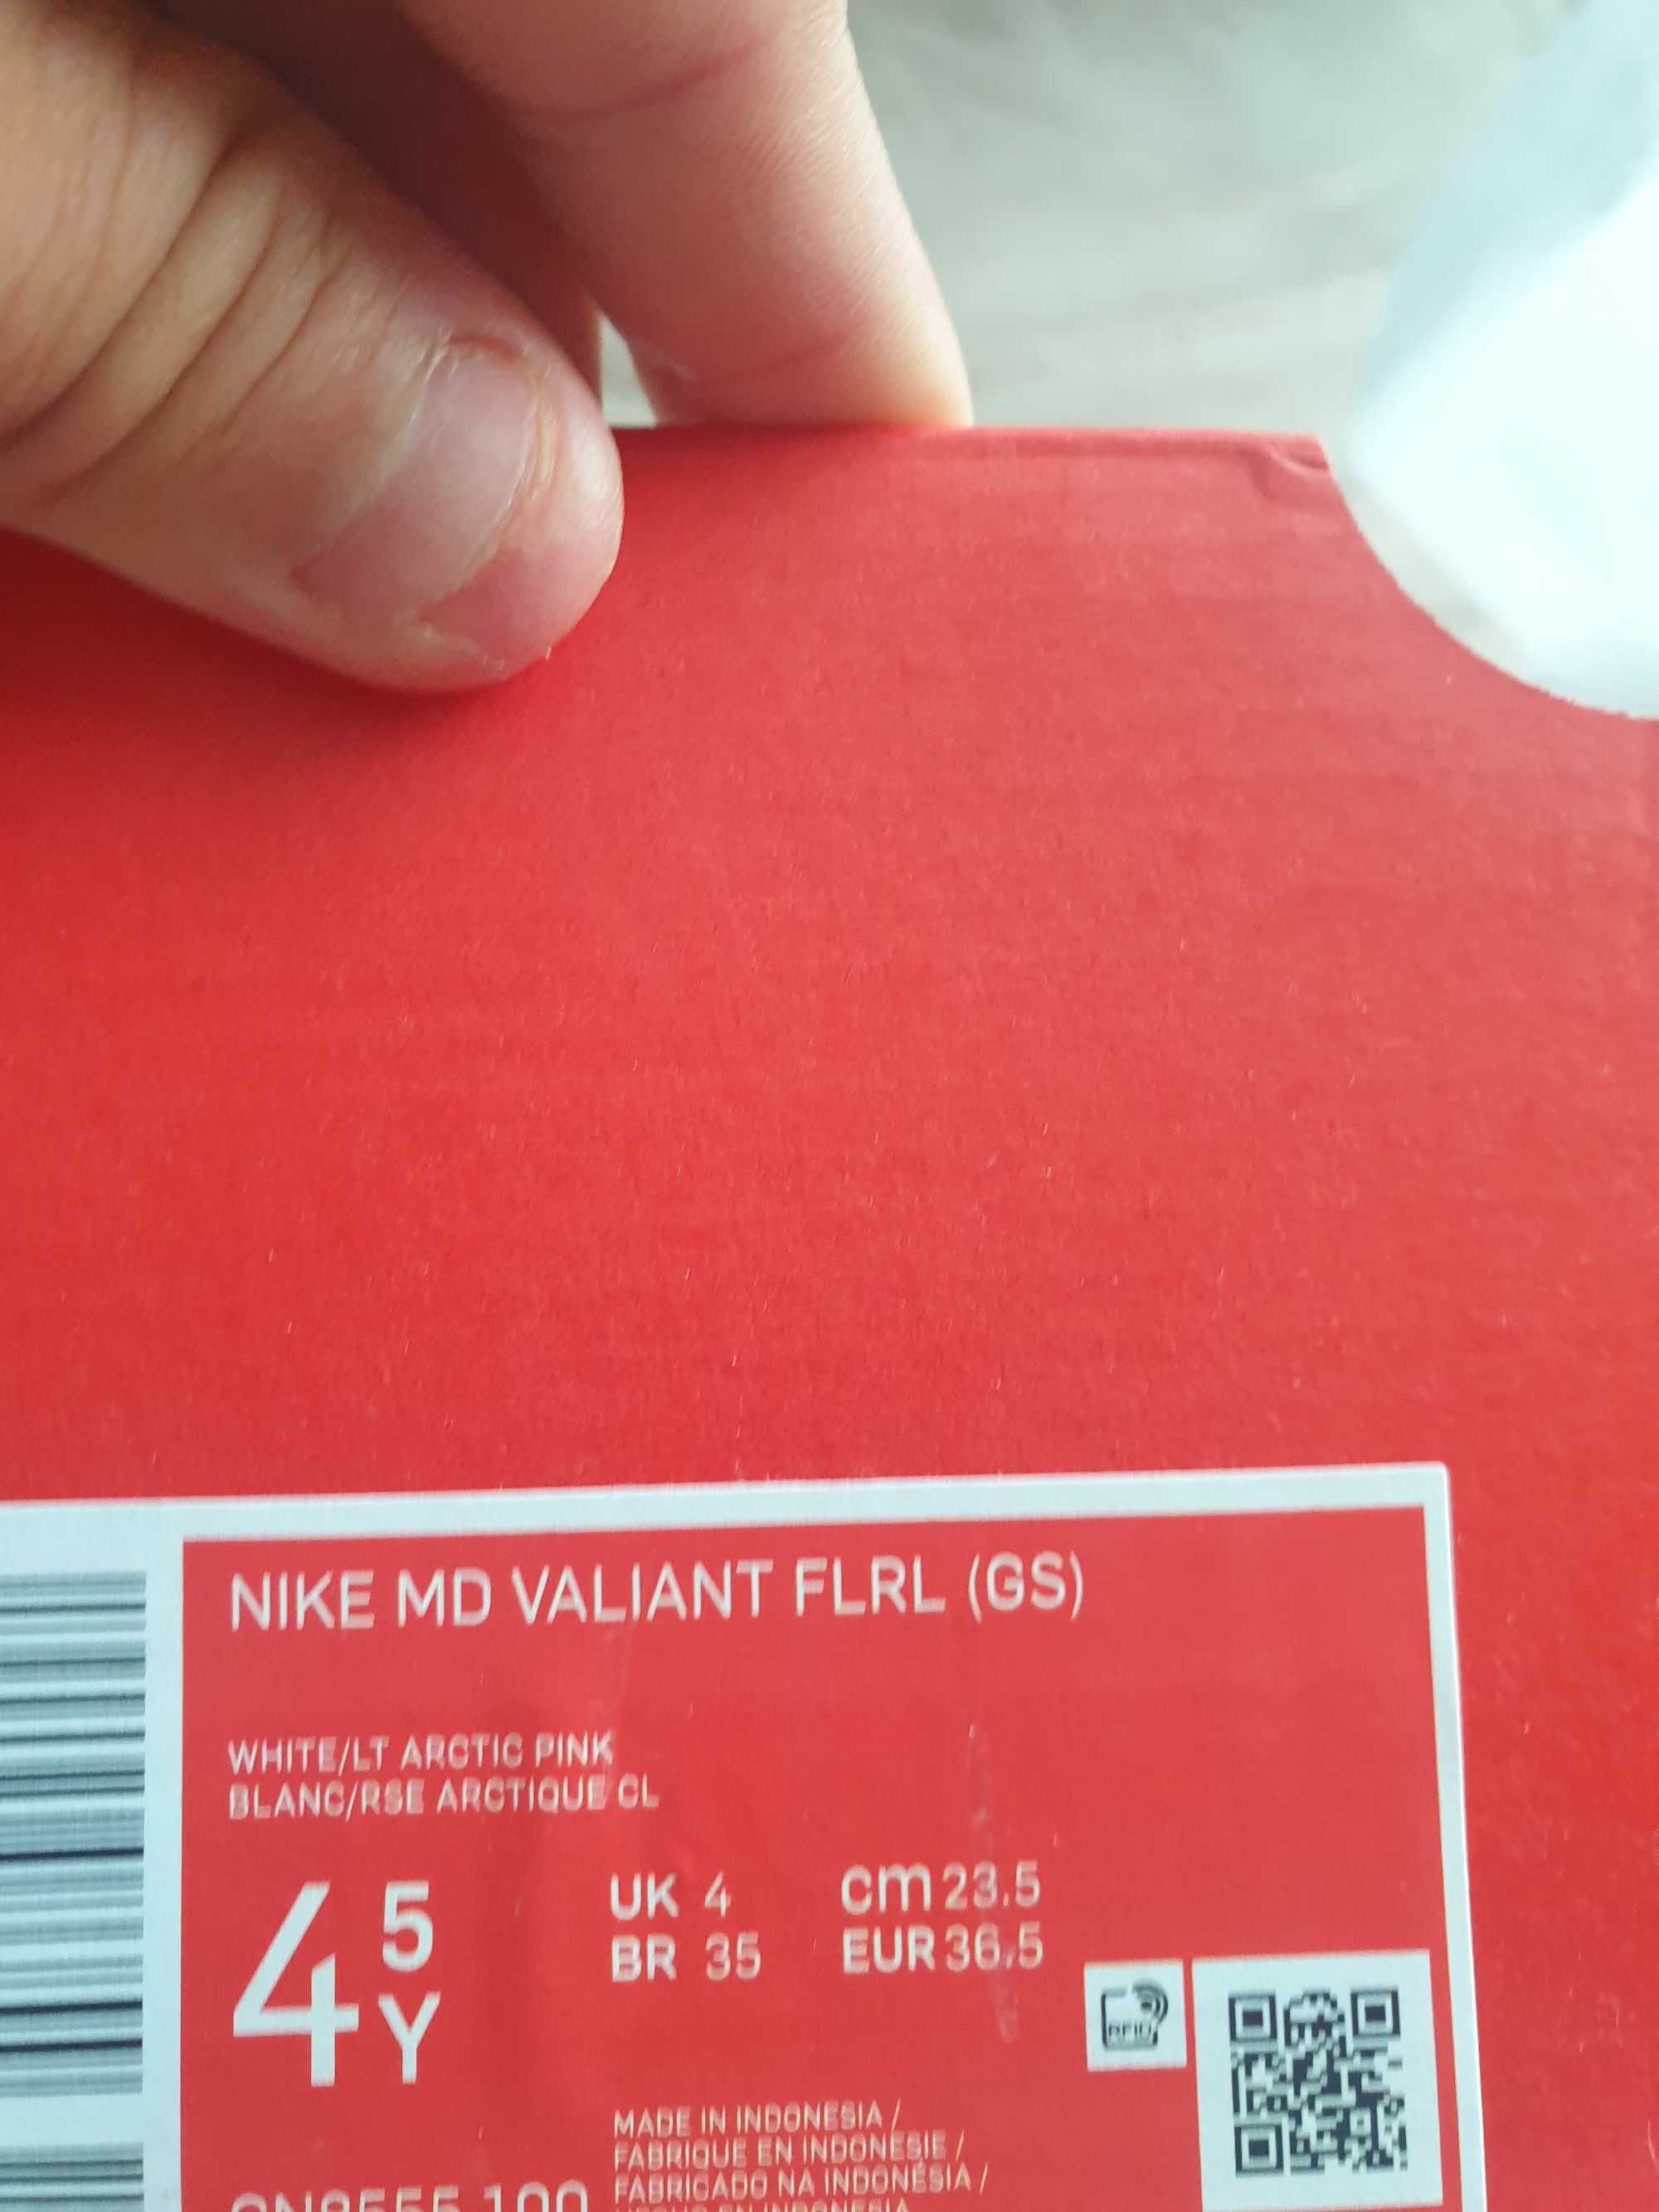 NIKE MD VALIANT FLRL (GS)
WHITE/LT ARCTIC PINK
BLANC/RSE ARCTIQUE CL
4 5 Y
UK 4 cm 23.5
BR 35 EUR 36.5
RFID
MADE IN INDONESIA /
FABRIQUE EN INDONESIE /
FABRICADO NA INDONÉSIA /